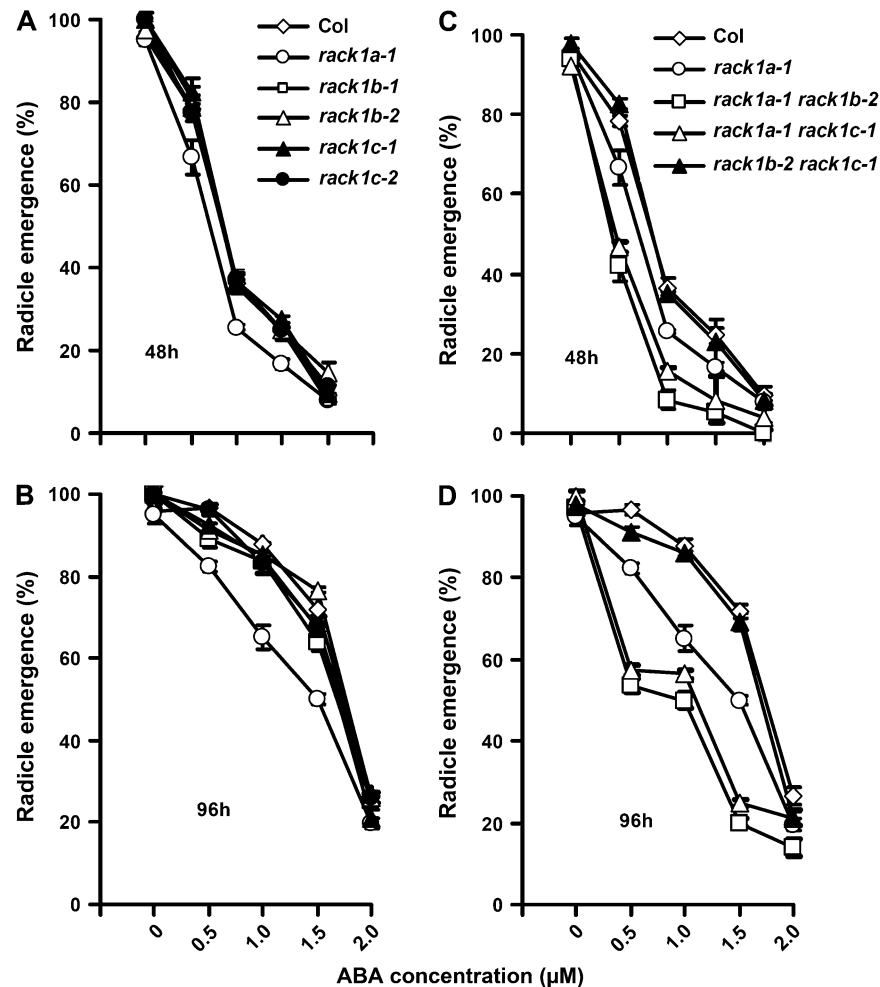 A
Radicle emergence (%)
100
80
60
40
20
0
48h
Col
rack1a-1
rack1b-1
rack1b-2
rack1c-1
rack1c-2
C
Radicle emergence (%)
100
80
60
40
20
0
48h
Col
rack1a-1
rack1a-1 rack1b-2
rack1a-1 rack1c-1
rack1b-2 rack1c-1
B
Radicle emergence (%)
100
80
60
40
20
0
96h
0
0.5
1.0
1.5
2.0
D
Radicle emergence (%)
100
80
60
40
20
0
96h
0
0.5
1.0
1.5
2.0
ABA concentration (µM)